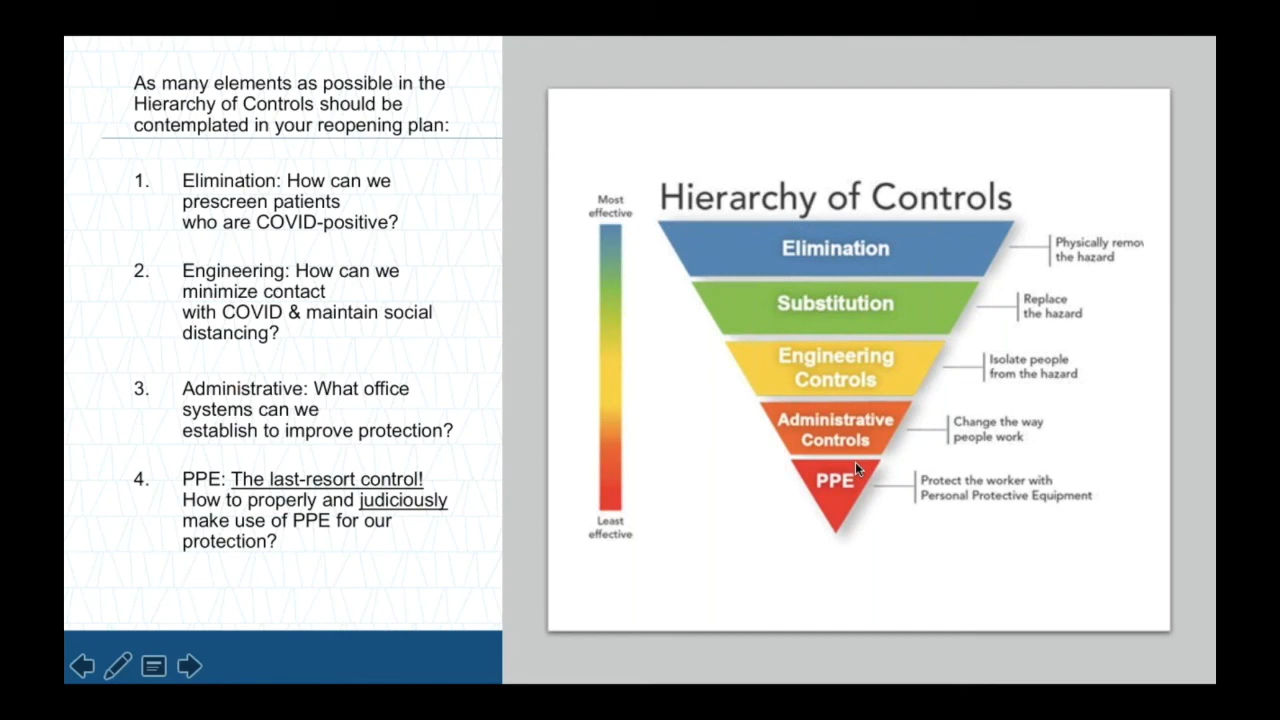 As many elements as possible in the
Hierarchy of Controls should be
contemplated in your reopening plan:
1. Elimination: How can we
prescreen patients
who are COVID-positive?
2. Engineering: How can we
minimize contact
with COVID & maintain social
distancing?
3. Administrative: What office
systems can we
establish to improve protection?
4. PPE: The last-resort control!
How to properly and judiciously
make use of PPE for our
protection?
Hierarchy of Controls
Most
effective
Least
effective
Elimination
Physically remov
the hazard
Substitution
Replace
the hazard
Engineering
Controls
Isolate people
from the hazard
Administrative
Controls
Change the way
people work
PPE
Protect the worker with
Personal Protective Equipment